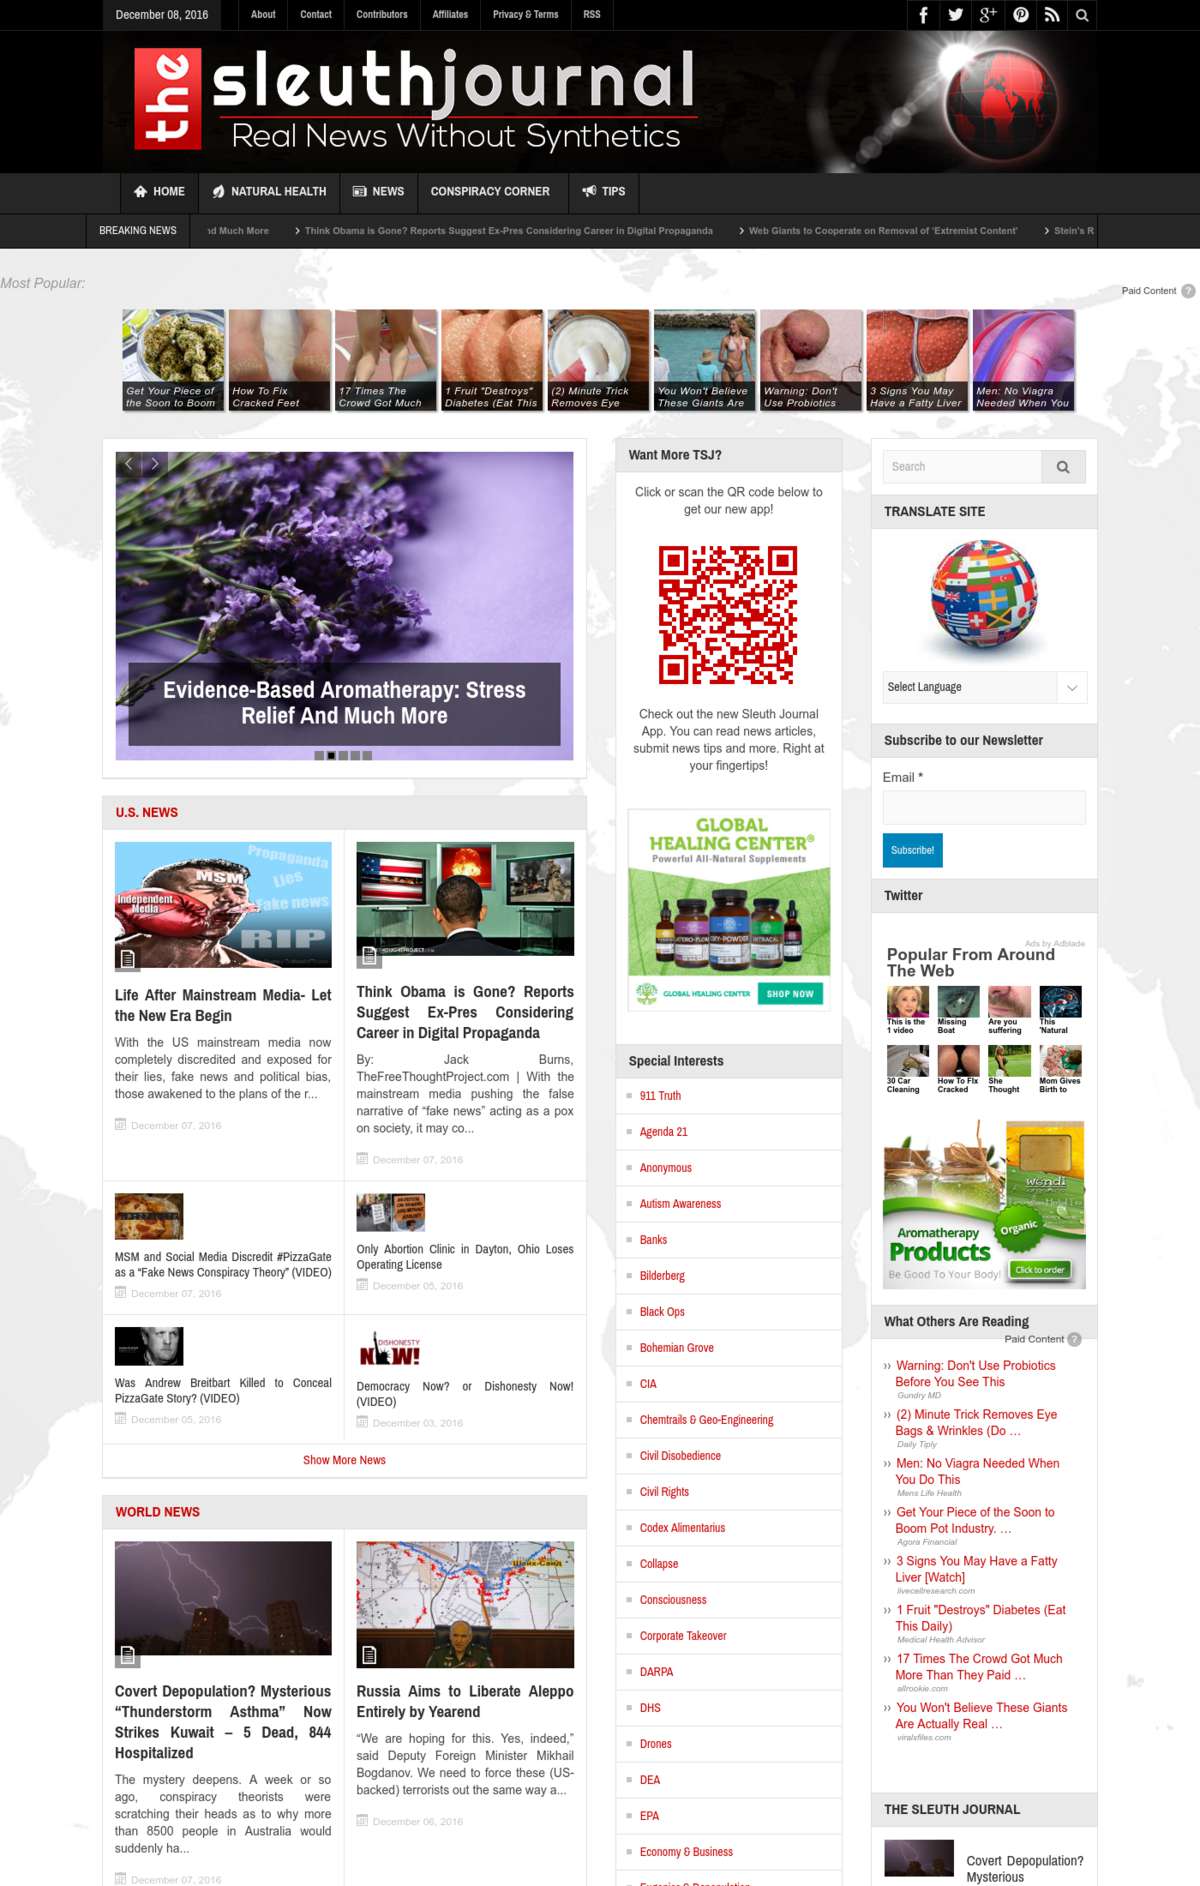 December 08, 2016
About
Contact
Contributors
Affiliates
Privacy & Terms
RSS
the sleuthjournal
Real News Without Synthetics
HOME
NATURAL HEALTH
NEWS
CONSPIRACY CORNER
TIPS
BREAKING NEWS
nd Much More
Think Obama is Gone? Reports Suggest Ex-Pres Considering Career in Digital Propaganda
Web Giants to Cooperate on Removal of ‘Extremist Content’
Stein's R
Most Popular:
Paid Content ?
Get Your Piece of
the Soon to Boom
How To Fix
Cracked Feet
17 Times The
Crowd Got Much
1 Fruit "Destroys"
Diabetes (Eat This
(2) Minute Trick
Removes Eye
You Won't Believe
These Giants Are
Warning: Don't
Use Probiotics
3 Signs You May
Have a Fatty Liver
Men: No Viagra
Needed When You
Evidence-Based Aromatherapy: Stress
Relief And Much More
U.S. NEWS
Propaganda
MSM
Lies
Independent
Media
fake news
RIP
Life After Mainstream Media- Let
the New Era Begin
With the US mainstream media now
completely discredited and exposed for
their lies, fake news and political bias,
those awakened to the plans of the r...
December 07, 2016
Think Obama is Gone? Reports
Suggest Ex-Pres Considering
Career in Digital Propaganda
By: Jack Burns,
TheFreeThoughtProject.com | With the
mainstream media pushing the false
narrative of “fake news” acting as a pox
on society, it may co...
December 07, 2016
MSM and Social Media Discredit #PizzaGate
as a “Fake News Conspiracy Theory” (VIDEO)
December 07, 2016
Only Abortion Clinic in Dayton, Ohio Loses
Operating License
December 05, 2016
Was Andrew Breitbart Killed to Conceal
PizzaGate Story? (VIDEO)
December 05, 2016
DISHONESTY
NOW!
Democracy Now? or Dishonesty Now!
(VIDEO)
December 03, 2016
Show More News
WORLD NEWS
Covert Depopulation? Mysterious
“Thunderstorm Asthma” Now
Strikes Kuwait – 5 Dead, 844
Hospitalized
The mystery deepens. A week or so
ago, conspiracy theorists were
scratching their heads as to why more
than 8500 people in Australia would
suddenly ha...
December 07, 2016
Шейх-Саид
Russia Aims to Liberate Aleppo
Entirely by Yearend
“We are hoping for this. Yes, indeed,”
said Deputy Foreign Minister Mikhail
Bogdanov. We need to force these (US-
backed) terrorists out the same way a...
December 06, 2016
Want More TSJ?
Click or scan the QR code below to
get our new app!
Check out the new Sleuth Journal
App. You can read news articles,
submit news tips and more. Right at
your fingertips!
GLOBAL
HEALING CENTER®
Powerful All-Natural Supplements
OXY-POWDER
GLOBAL HEALING CENTER
SHOP NOW
Special Interests
911 Truth
Agenda 21
Anonymous
Autism Awareness
Banks
Bilderberg
Black Ops
Bohemian Grove
CIA
Chemtrails & Geo-Engineering
Civil Disobedience
Civil Rights
Codex Alimentarius
Collapse
Consciousness
Corporate Takeover
DARPA
DHS
Drones
DEA
EPA
Economy & Business
Eugenics & Depopulation
Search
TRANSLATE SITE
Select Language
Subscribe to our Newsletter
Email *
Subscribe!
Twitter
Ads by Adblade
Popular From Around
The Web
This is the
1 video
Missing
Boat
Are you
suffering
This
'Natural
30 Car
Cleaning
How To Fix
Cracked
She
Thought
Mom Gives
Birth to
wendi
Aromatherapy
Products
Organic
Be Good To Your Body!
Click to order
What Others Are Reading
Paid Content ?
›› Warning: Don't Use Probiotics
Before You See This
Gundry MD
›› (2) Minute Trick Removes Eye
Bags & Wrinkles (Do …
Daily Tiply
›› Men: No Viagra Needed When
You Do This
Mens Life Health
›› Get Your Piece of the Soon to
Boom Pot Industry. …
Agora Financial
›› 3 Signs You May Have a Fatty
Liver [Watch]
livecellresearch.com
›› 1 Fruit "Destroys" Diabetes (Eat
This Daily)
Medical Health Advisor
›› 17 Times The Crowd Got Much
More Than They Paid …
allrookie.com
›› You Won't Believe These Giants
Are Actually Real …
viralsfiles.com
THE SLEUTH JOURNAL
Covert Depopulation?
Mysterious